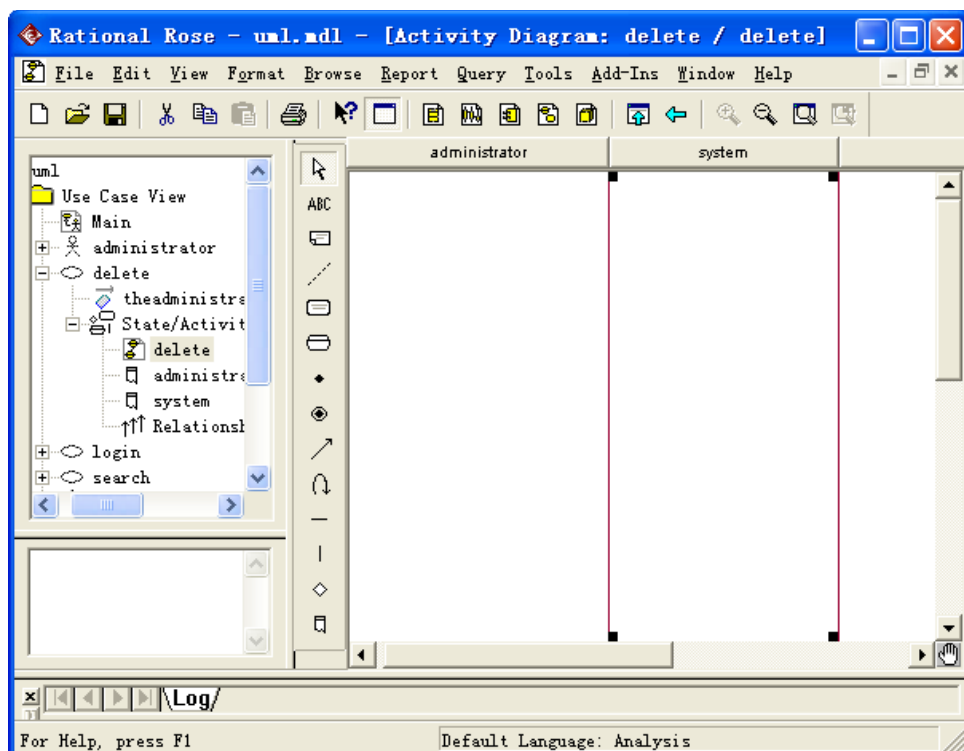 Rational Rose - uml.mdl - [Activity Diagram: delete / delete]
File Edit View Format Browse Report Query Tools Add-Ins Window Help
administrator system
uml
Use Case View
Main
administrator
delete
theadministra
State/Activit
delete
administra
system
Relationsh
login
search
ABC
Log
For Help, press F1
Default Language: Analysis